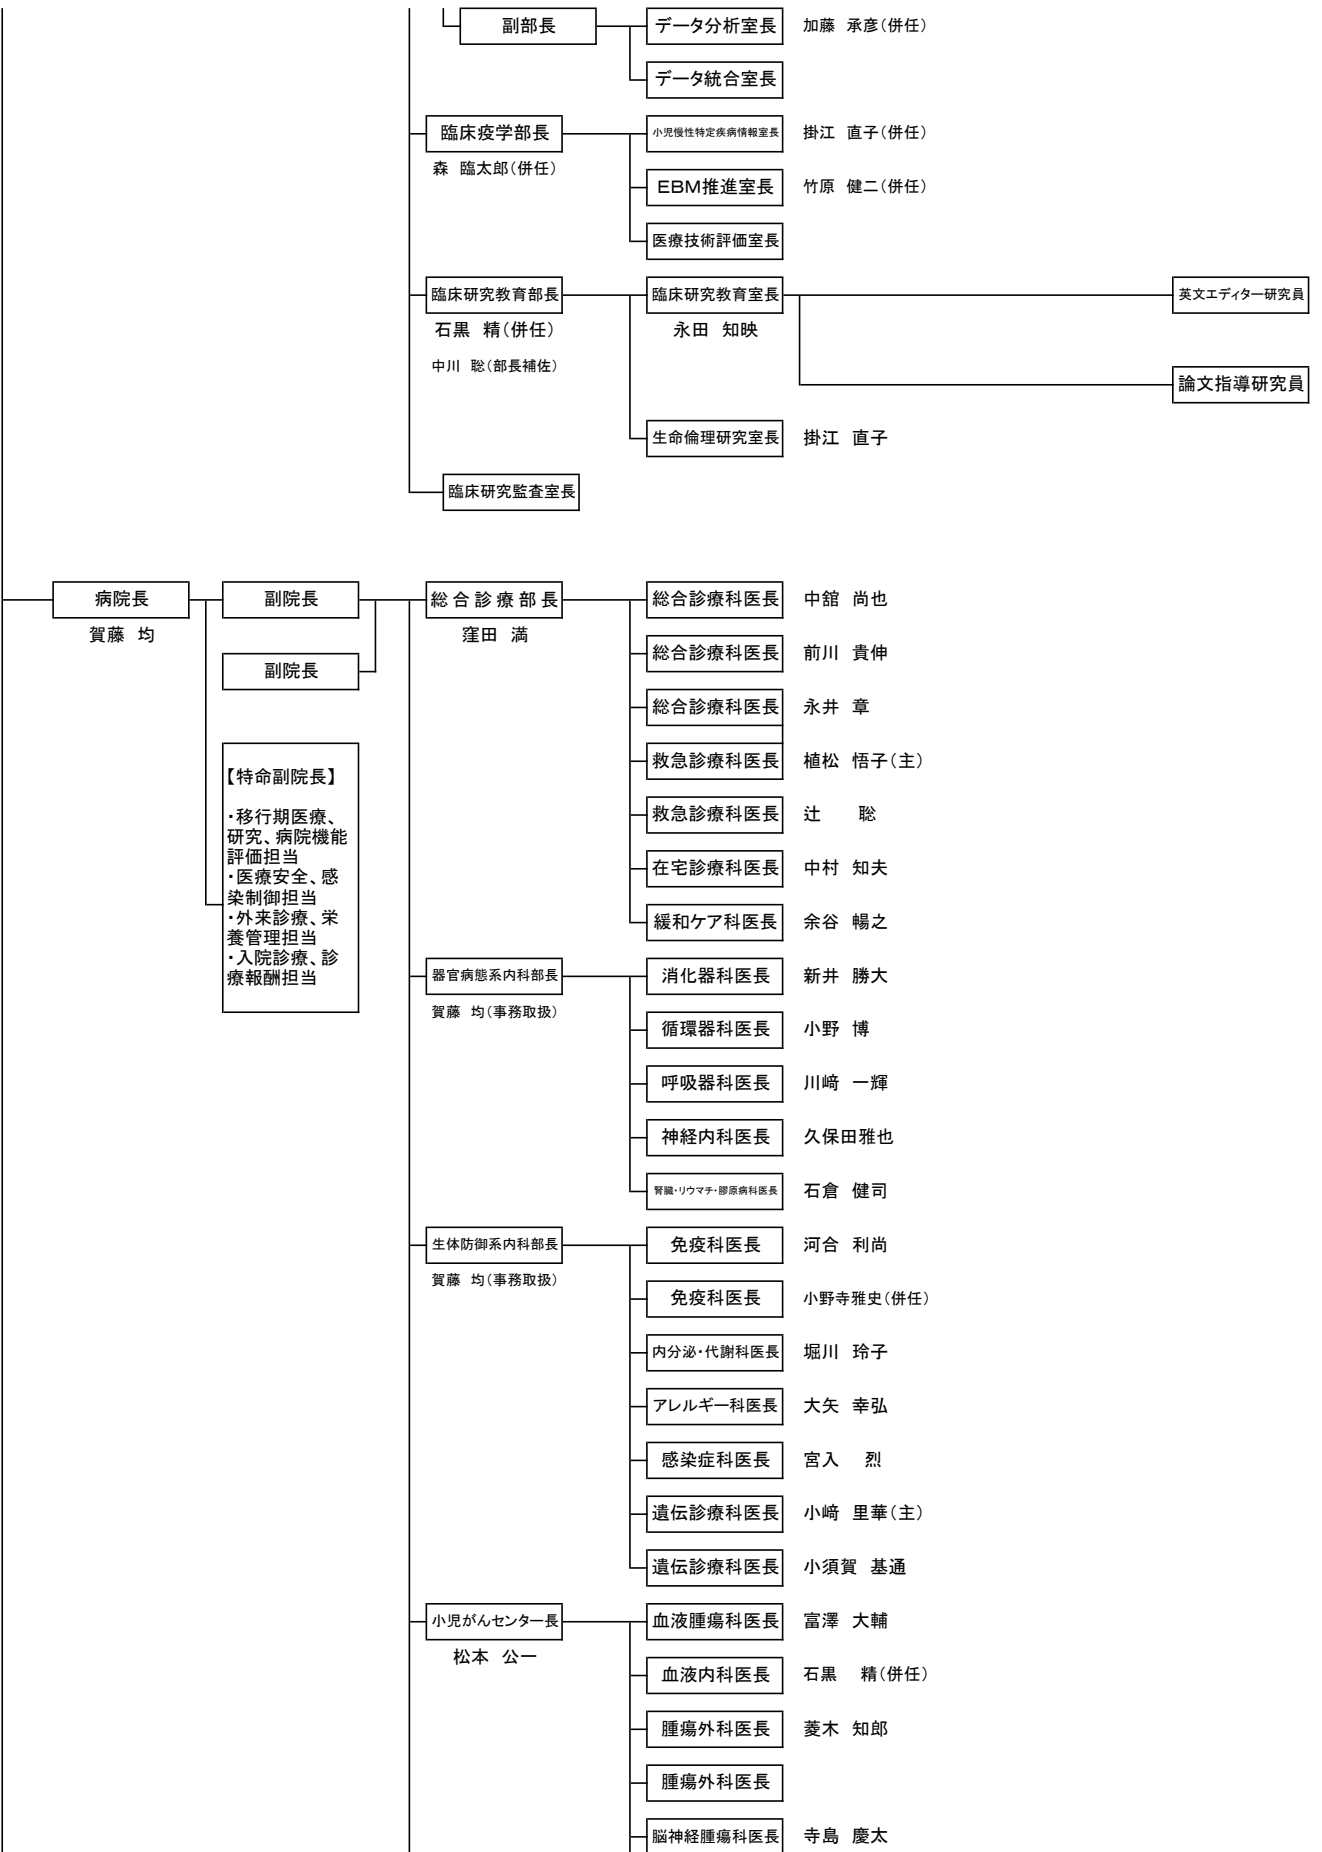 副部長 データ分析室長 加藤 承彦(併任)
データ統合室長
臨床疫学部長 小児慢性特定疾病情報室長 掛江 直子(併任)
森 臨太郎(併任)
EBM推進室長 竹原 健二(併任)
医療技術評価室長
臨床研究教育部長 臨床研究教育室長 英文エディター研究員
石黒 精(併任) 永田 知映
中川 聡(部長補佐)
論文指導研究員
生命倫理研究室長 掛江 直子
臨床研究監査室長
病院長 副院長 総合診療部長 総合診療科医長 中舘 尚也
賀藤 均 窪田 満
副院長 総合診療科医長 前川 貴伸
総合診療科医長 永井 章
【特命副院長】
・移行期医療、
研究、病院機能
評価担当
・医療安全、感
染制御担当
・外来診療、栄
養管理担当
・入院診療、診
療報酬担当
救急診療科医長 植松 悟子(主)
救急診療科医長 辻 聡
在宅診療科医長 中村 知夫
緩和ケア科医長 余谷 暢之
器官病態系内科部長 消化器科医長 新井 勝大
賀藤 均(事務取扱)
循環器科医長 小野 博
呼吸器科医長 川﨑 一輝
神経内科医長 久保田雅也
腎臓・リウマチ・膠原病科医長 石倉 健司
生体防御系内科部長 免疫科医長 河合 利尚
賀藤 均(事務取扱)
免疫科医長 小野寺雅史(併任)
内分泌・代謝科医長 堀川 玲子
アレルギー科医長 大矢 幸弘
感染症科医長 宮入 烈
遺伝診療科医長 小﨑 里華(主)
遺伝診療科医長 小須賀 基通
小児がんセンター長 血液腫瘍科医長 富澤 大輔
松本 公一
血液内科医長 石黒 精(併任)
腫瘍外科医長 菱木 知郎
腫瘍外科医長
脳神経腫瘍科医長 寺島 慶太